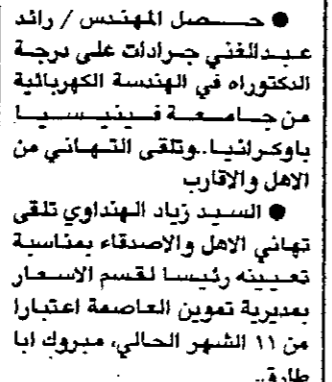 ● حصل المهندس / رائد
عبدالغني جرادات على درجة
الدكتوراه في الهندسة الكهربائية
من جامعة فينيسيا
باوكرانيا..وتلقى التهاني من
الاهل والاقارب
● السيد زياد الهنداوي تلقى
تهاني الاهل والاصدقاء بمناسبة
تعيينه رئيسا لقسم الاسعار
بمديرية تموين العاصمة اعتبارا
من ١١ الشهر الحالي، مبروك ابا
طارق..